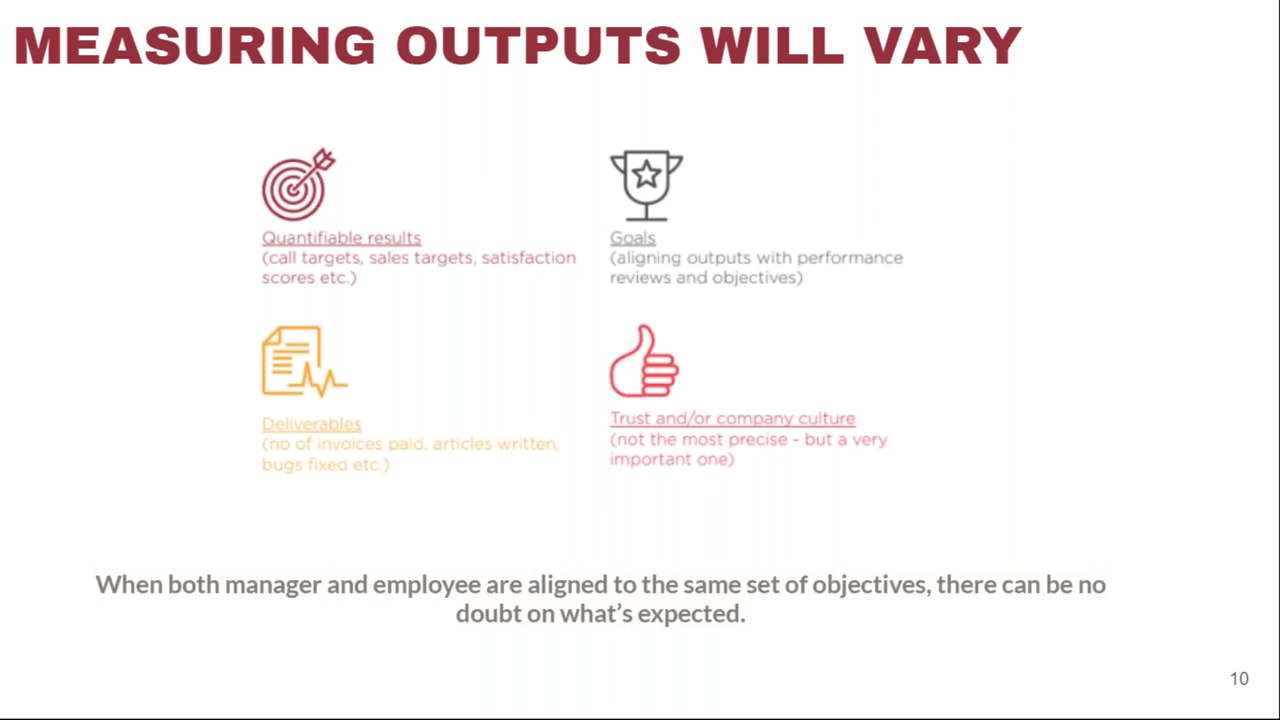 MEASURING OUTPUTS WILL VARY
Quantifiable results
(call targets, sales targets, satisfaction
scores etc.)
Goals
(aligning outputs with performance
reviews and objectives)
Deliverables
(no of invoices paid, articles written,
bugs fixed etc.)
Trust and/or company culture
(not the most precise - but a very
important one)
When both manager and employee are aligned to the same set of objectives, there can be no
doubt on what’s expected.
10